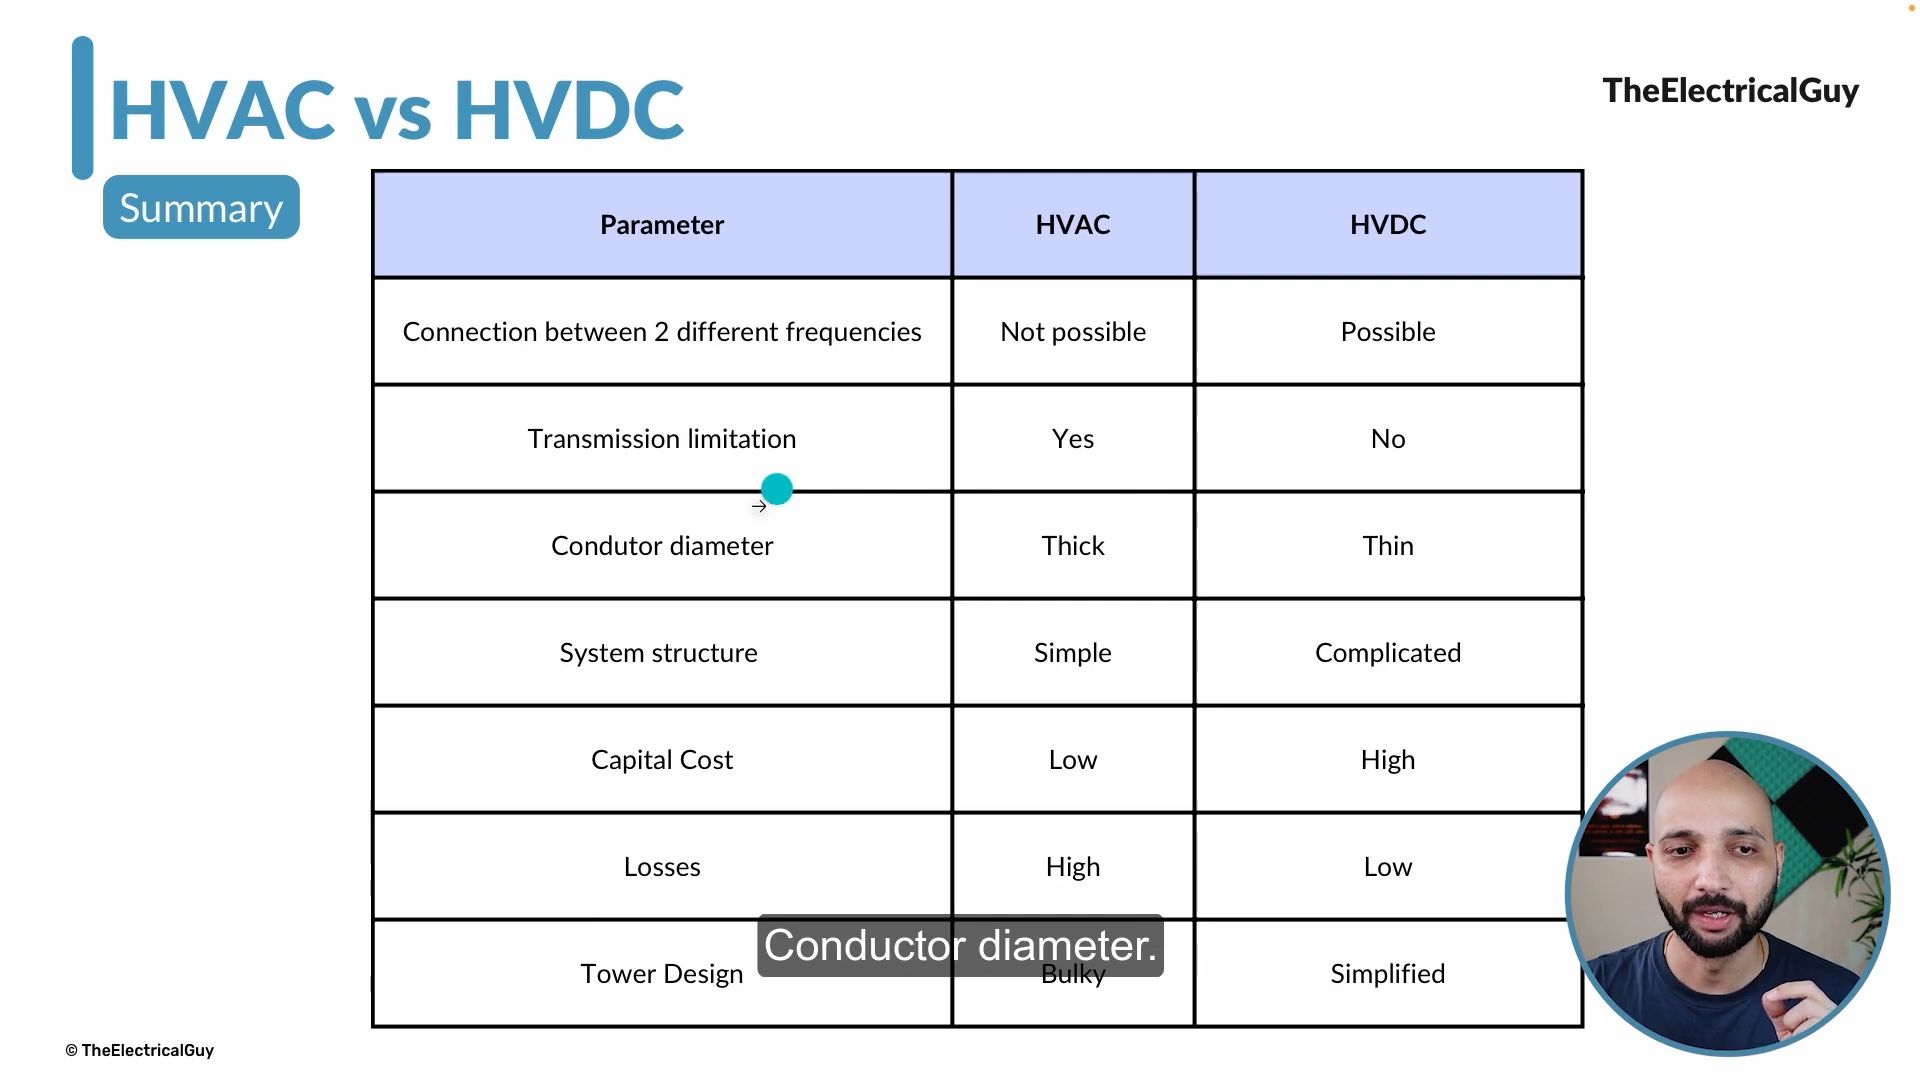 HVAC vs HVDC
TheElectricalGuy
Summary
Parameter HVAC HVDC
Connection between 2 different frequencies Not possible Possible
Transmission limitation Yes No
Condutor diameter Thick Thin
System structure Simple Complicated
Capital Cost Low High
Losses High Low
Conductor diameter.
Tower Design Bulky Simplified
© TheElectricalGuy